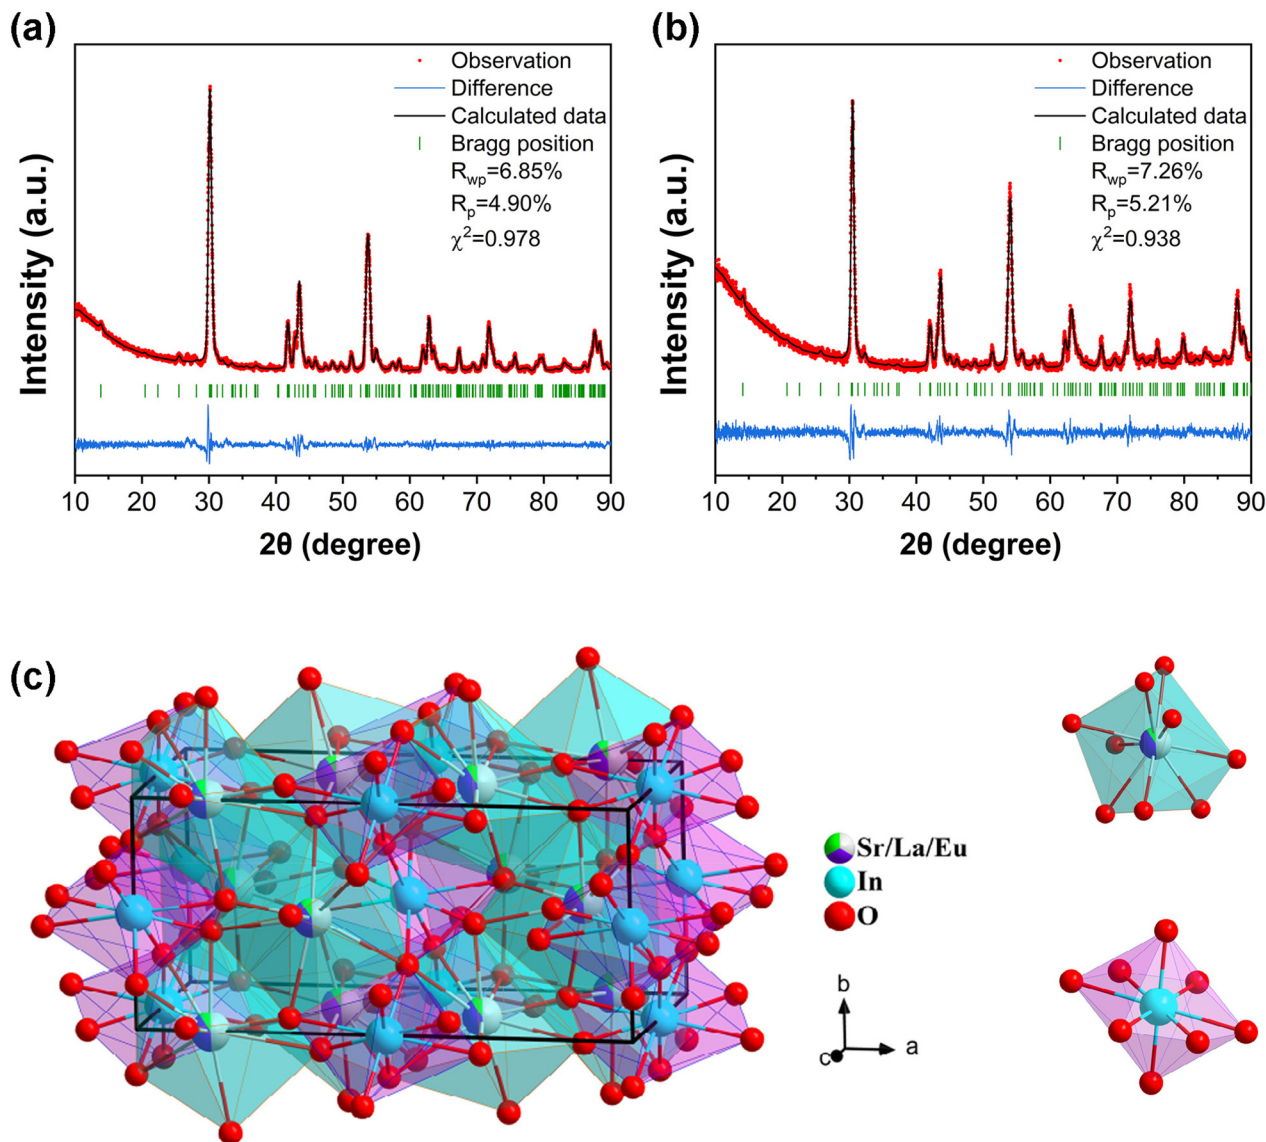 (a)
Observation
Difference
Calculated data
Bragg position
Rwp=6.85%
Rp=4.90%
χ²=0.978
Intensity (a.u.)
10 20 30 40 50 60 70 80 90
2θ (degree)
(b)
Observation
Difference
Calculated data
Bragg position
Rwp=7.26%
Rp=5.21%
χ²=0.938
Intensity (a.u.)
10 20 30 40 50 60 70 80 90
2θ (degree)
(c)
Sr/La/Eu
In
O
b
c
a